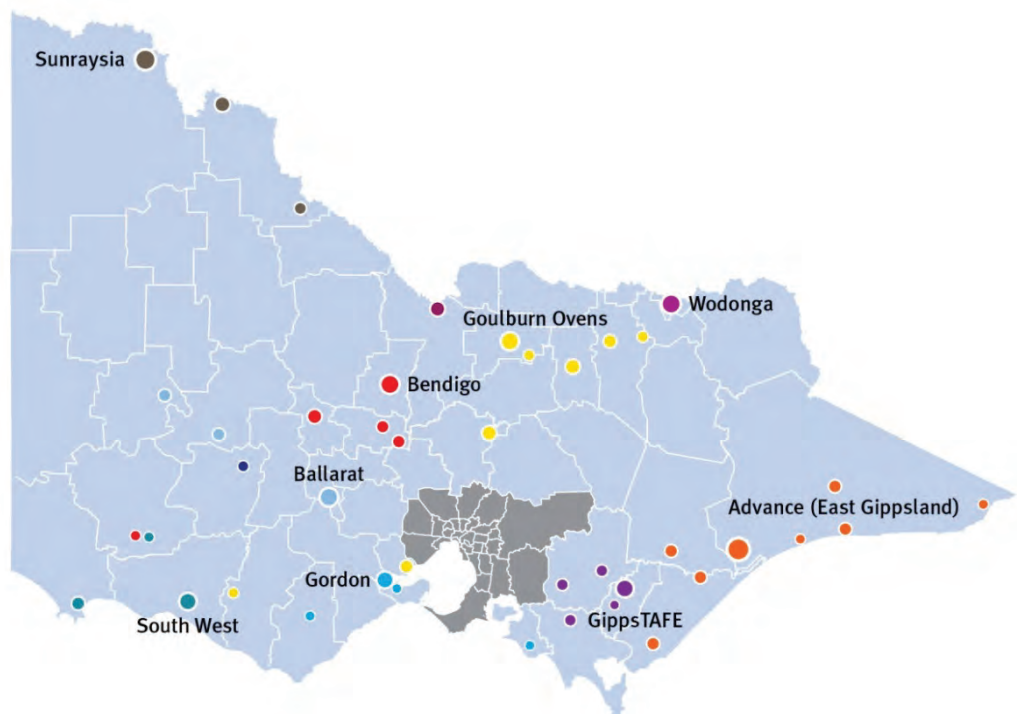 Sunraysia
Wodonga
Goulburn Ovens
Bendigo
Ballarat
Advance (East Gippsland)
Gordon
GippsTAFE
South West